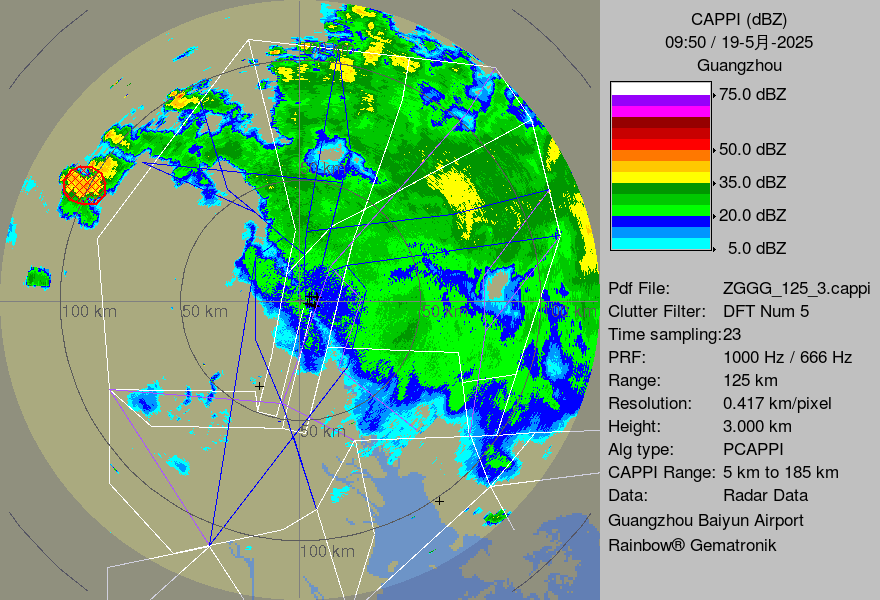 CAPPI (dBZ)
09:50 / 19-5月-2025
Guangzhou
75.0 dBZ
50.0 dBZ
35.0 dBZ
20.0 dBZ
5.0 dBZ
100 km
50 km
50 km
100 km
Pdf File: ZGGG_125_3.cappi
Clutter Filter: DFT Num 5
Time sampling:23
PRF: 1000 Hz / 666 Hz
Range: 125 km
Resolution: 0.417 km/pixel
Height: 3.000 km
Alg type: PCAPPI
CAPPI Range: 5 km to 185 km
Data: Radar Data
Guangzhou Baiyun Airport
Rainbow® Gematronik